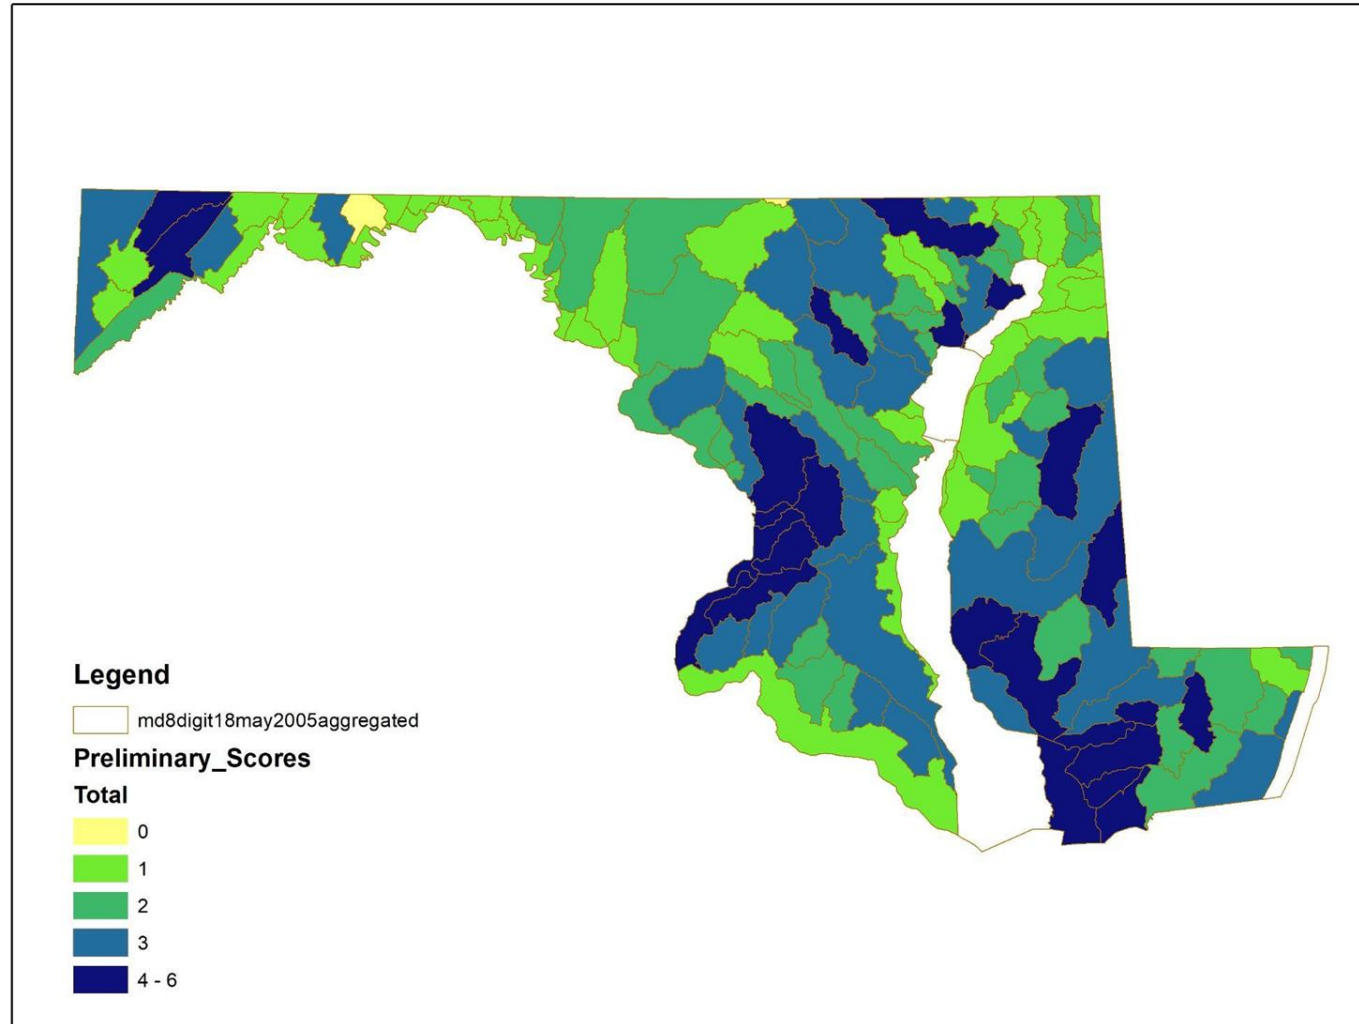 Legend
md8digit18may2005aggregated
Preliminary_Scores
Total
0
1
2
3
4 - 6